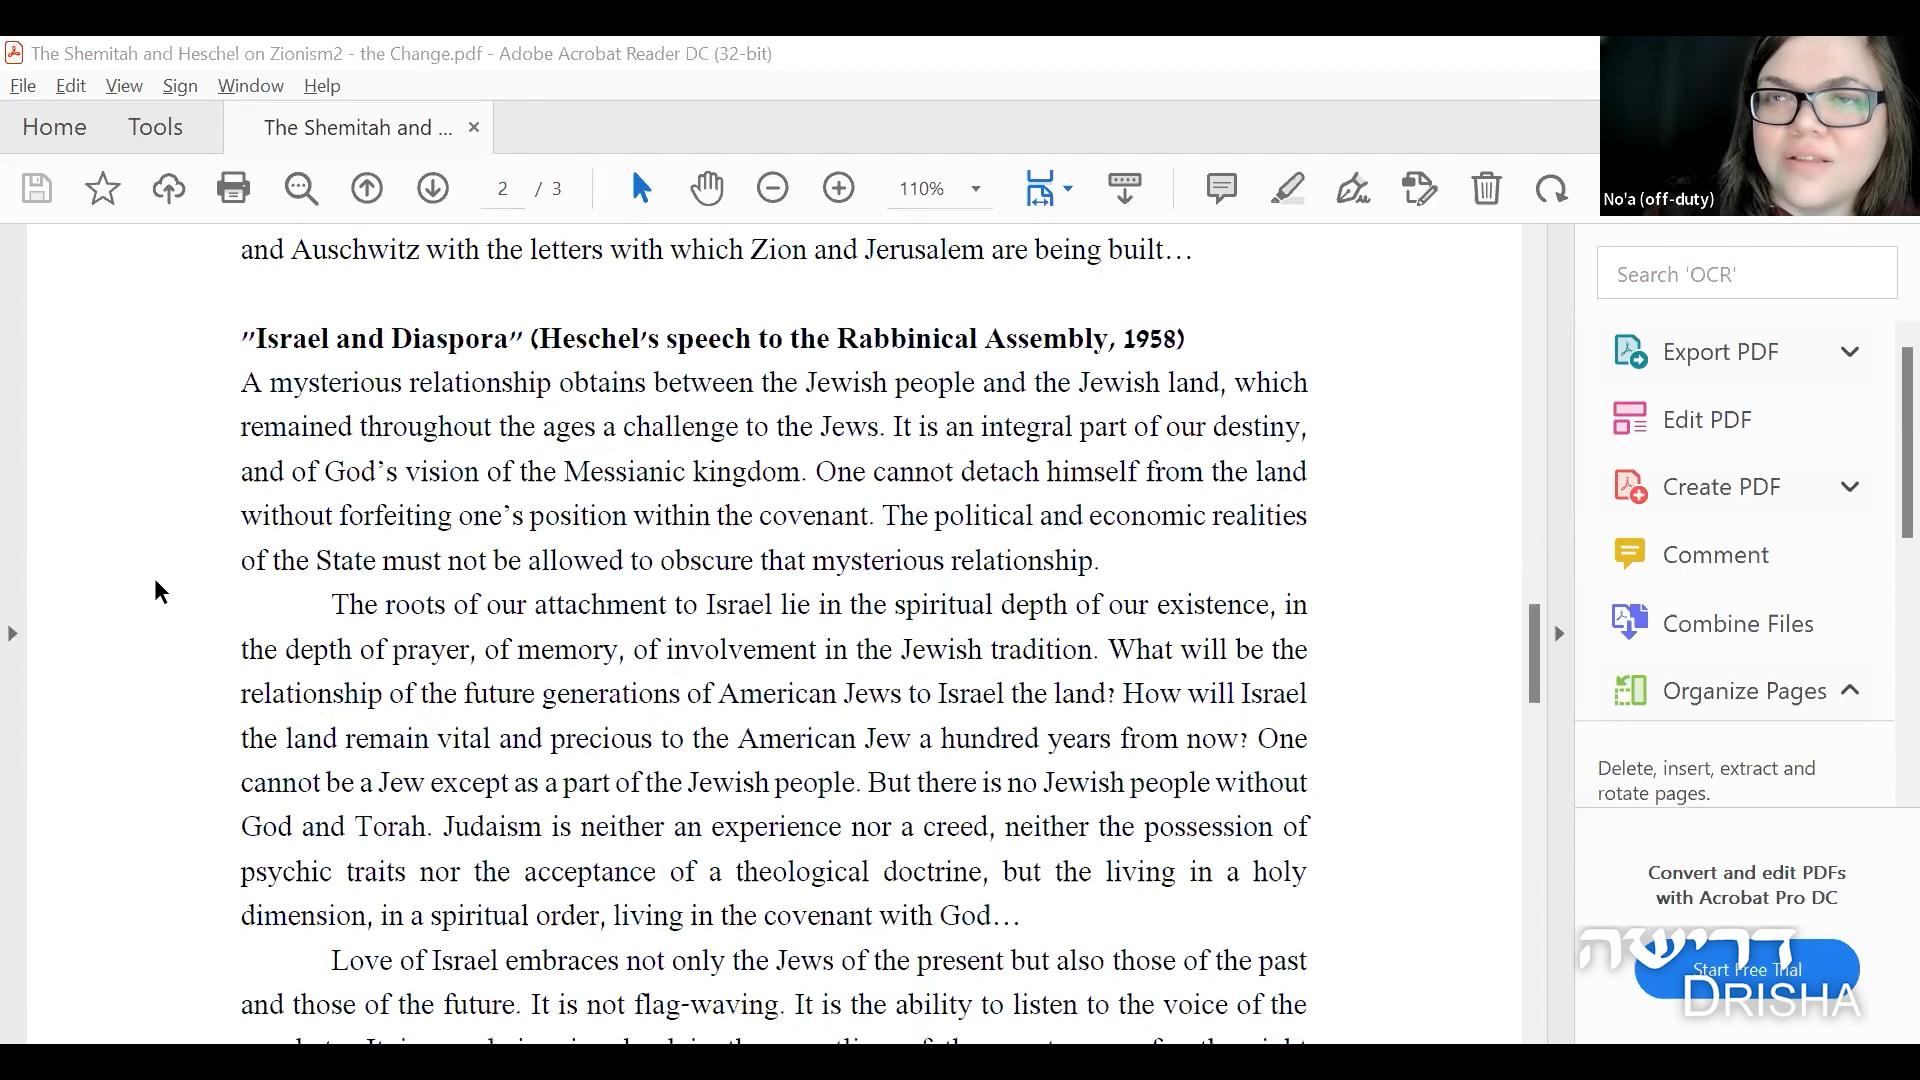 The Shemitah and Heschel on Zionism2 - the Change.pdf - Adobe Acrobat Reader DC (32-bit)
File Edit View Sign Window Help
Home Tools The Shemitah and ... ×
2 / 3 110%
No'a (off-duty)
and Auschwitz with the letters with which Zion and Jerusalem are being built…
"Israel and Diaspora" (Heschel's speech to the Rabbinical Assembly, 1958)
A mysterious relationship obtains between the Jewish people and the Jewish land, which
remained throughout the ages a challenge to the Jews. It is an integral part of our destiny,
and of God’s vision of the Messianic kingdom. One cannot detach himself from the land
without forfeiting one’s position within the covenant. The political and economic realities
of the State must not be allowed to obscure that mysterious relationship.
The roots of our attachment to Israel lie in the spiritual depth of our existence, in
the depth of prayer, of memory, of involvement in the Jewish tradition. What will be the
relationship of the future generations of American Jews to Israel the land? How will Israel
the land remain vital and precious to the American Jew a hundred years from now? One
cannot be a Jew except as a part of the Jewish people. But there is no Jewish people without
God and Torah. Judaism is neither an experience nor a creed, neither the possession of
psychic traits nor the acceptance of a theological doctrine, but the living in a holy
dimension, in a spiritual order, living in the covenant with God…
Love of Israel embraces not only the Jews of the present but also those of the past
and those of the future. It is not flag-waving. It is the ability to listen to the voice of the
Search 'OCR'
Export PDF
Edit PDF
Create PDF
Comment
Combine Files
Organize Pages
Delete, insert, extract and
rotate pages.
Convert and edit PDFs
with Acrobat Pro DC
Start Free Trial
דרישה
DRISHA